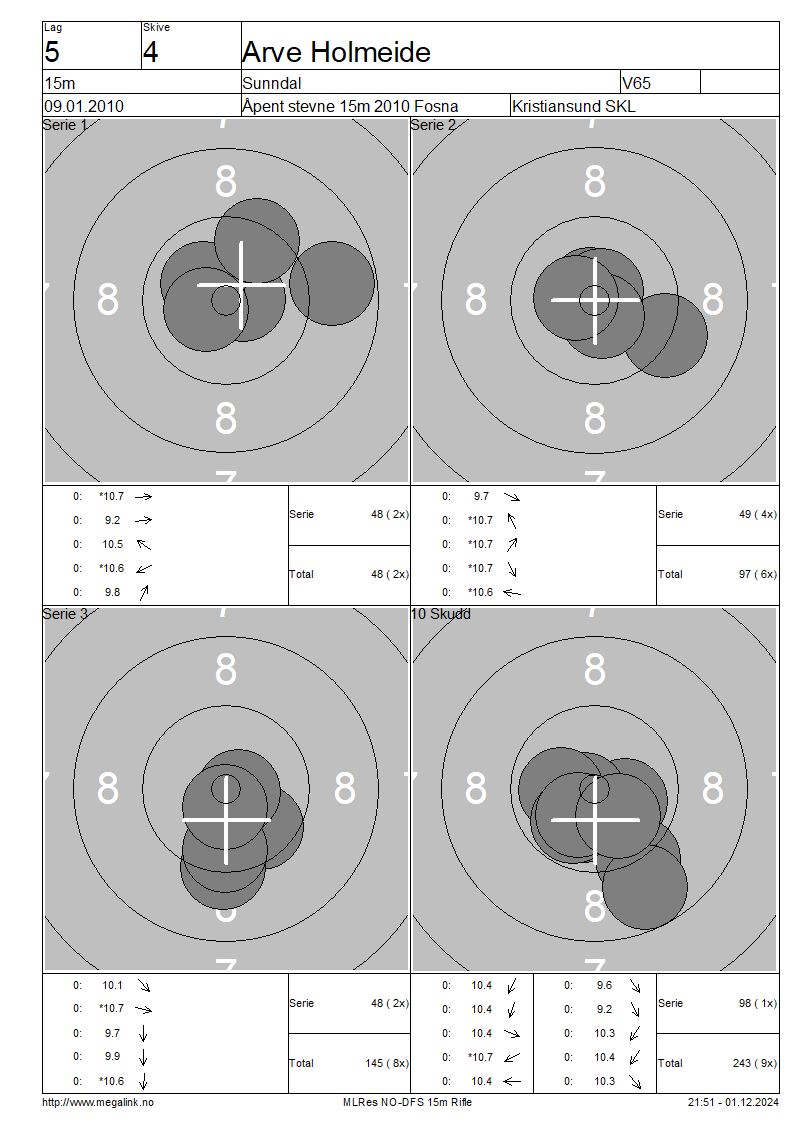 Lag Skive
5 4 Arve Holmeide
15m Sunndal V65
09.01.2010 Åpent stevne 15m 2010 Fosna Kristiansund SKL
Serie 1 Serie 2
8 8
8 8 8
8 8
7 7
0: *10.7 0: 9.7
0: 9.2 Serie 48 ( 2x) 0: *10.7 Serie 49 ( 4x)
0: 10.5 0: *10.7
0: *10.6 Total 48 ( 2x) 0: *10.7 Total 97 ( 6x)
0: 9.8 0: *10.6
Serie 3 10 Skudd
8 8
8 8 8 8
8 8
7 7
0: 10.1 0: 10.4 0: 9.6
0: *10.7 Serie 48 ( 2x) 0: 10.4 0: 9.2 Serie 98 ( 1x)
0: 9.7 0: 10.4 0: 10.3
0: 9.9 Total 145 ( 8x) 0: *10.7 0: 10.4 Total 243 ( 9x)
0: *10.6 0: 10.4 0: 10.3
http://www.megalink.no MLRes NO-DFS 15m Rifle 21:51 - 01.12.2024